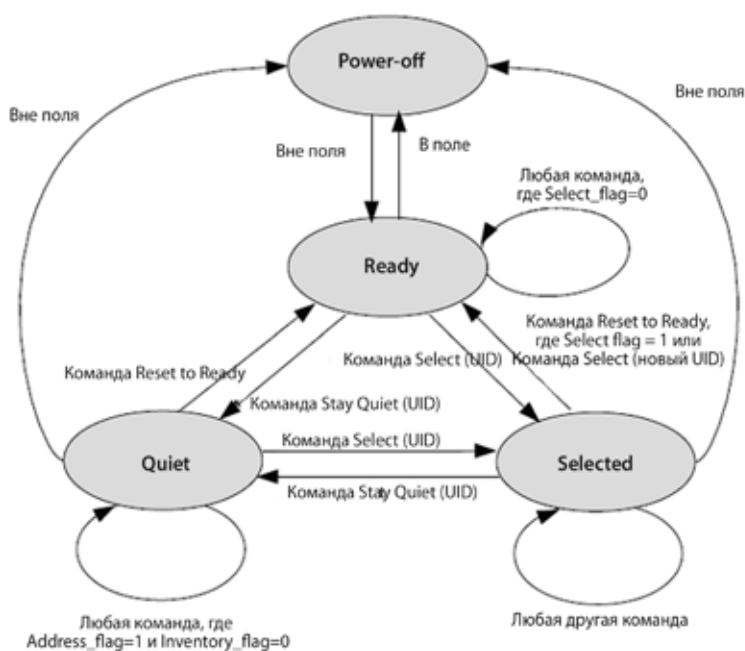 Power-off
Вне поля
Вне поля
Вне поля
В поле
Любая команда,
где Select_flag=0
Ready
Команда Reset to Ready,
где Select flag = 1 или
Команда Select (новый UID)
Команда Select (UID)
Команда Reset to Ready
Команда Stay Quiet (UID)
Команда Select (UID)
Quiet
Selected
Команда Stay Quiet (UID)
Любая команда, где
Address_flag=1 и Inventory_flag=0
Любая другая команда